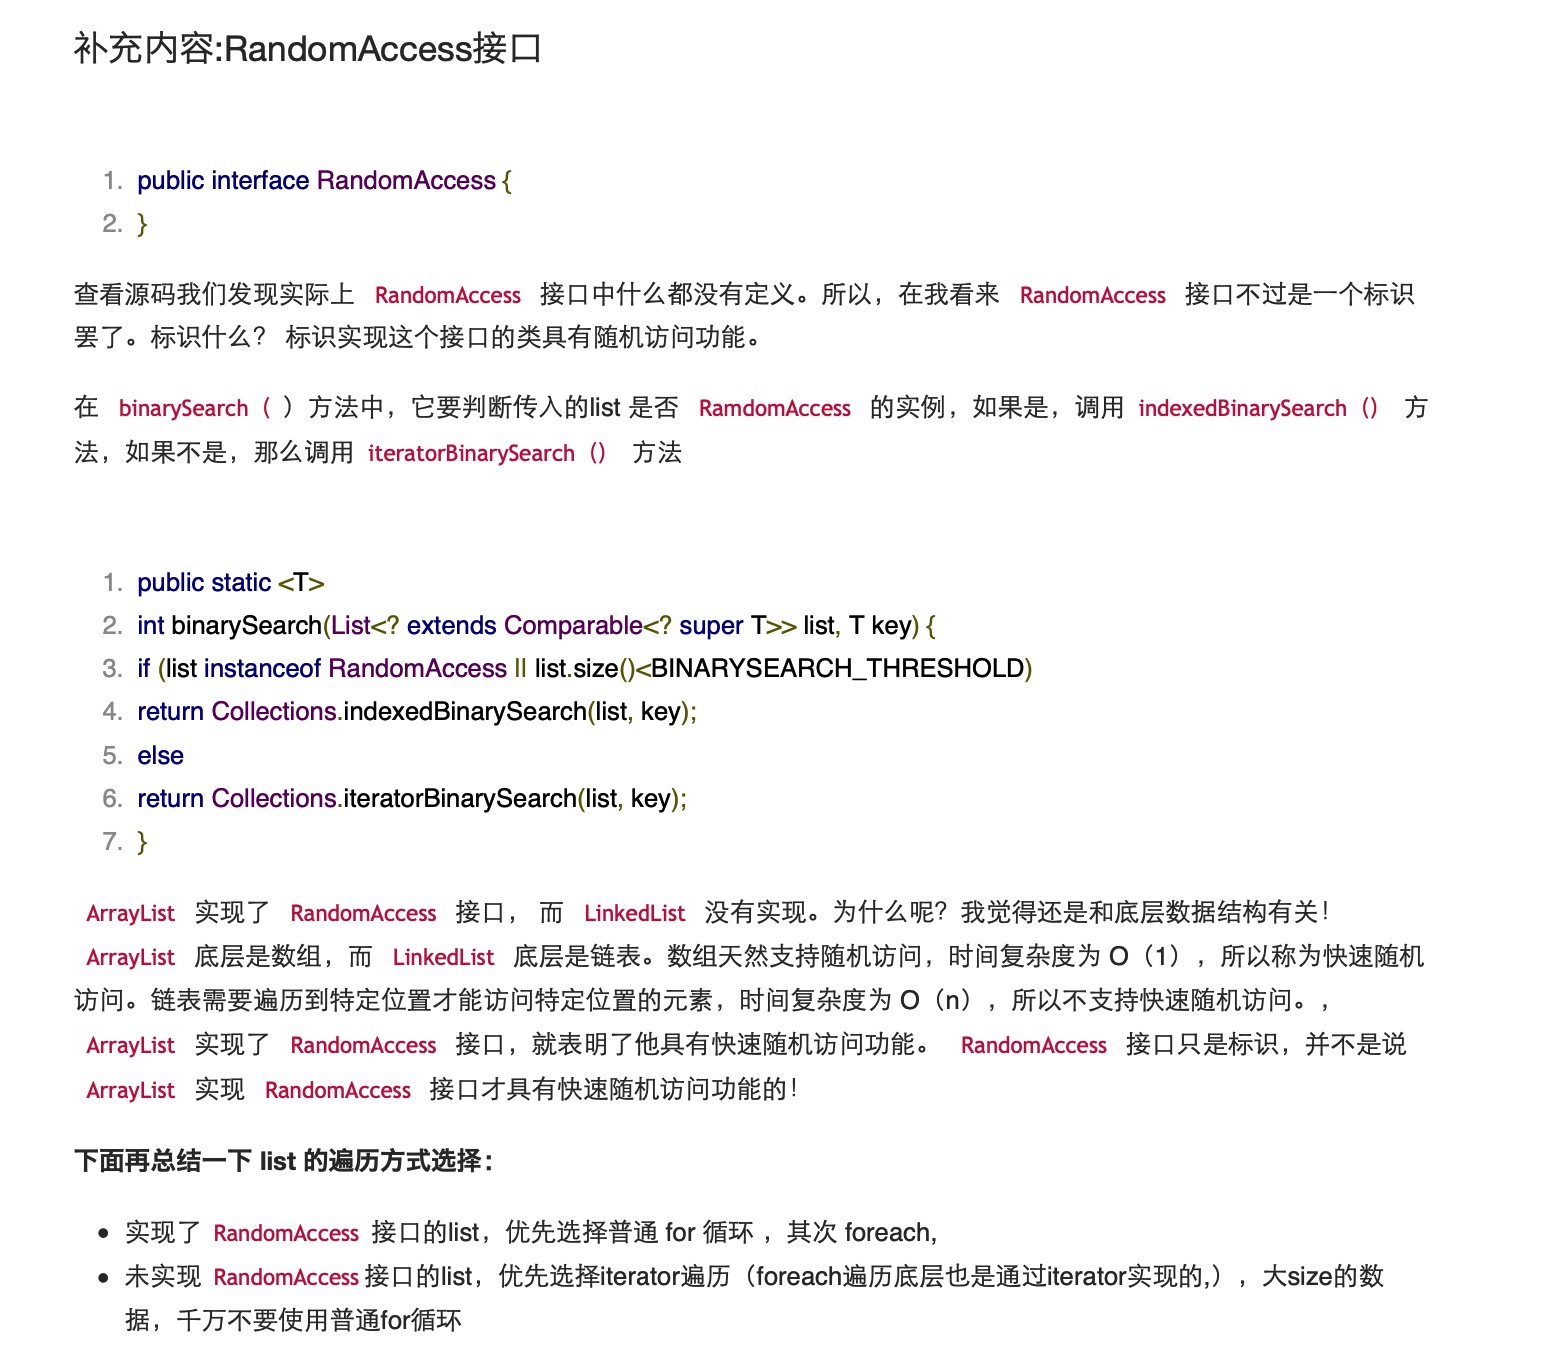 补充内容:RandomAccess接口
1. public interface RandomAccess {
2. }
查看源码我们发现实际上 RandomAccess 接口中什么都没有定义。所以，在我看来 RandomAccess 接口不过是一个标识
罢了。标识什么？ 标识实现这个接口的类具有随机访问功能。
在 binarySearch（ ）方法中，它要判断传入的list 是否 RamdomAccess 的实例，如果是，调用 indexedBinarySearch（） 方
法，如果不是，那么调用 iteratorBinarySearch（） 方法
1. public static <T>
2. int binarySearch(List<? extends Comparable<? super T>> list, T key) {
3. if (list instanceof RandomAccess || list.size()<BINARYSEARCH_THRESHOLD)
4. return Collections.indexedBinarySearch(list, key);
5. else
6. return Collections.iteratorBinarySearch(list, key);
7. }
ArrayList 实现了 RandomAccess 接口， 而 LinkedList 没有实现。为什么呢？我觉得还是和底层数据结构有关！
ArrayList 底层是数组，而 LinkedList 底层是链表。数组天然支持随机访问，时间复杂度为 O（1），所以称为快速随机
访问。链表需要遍历到特定位置才能访问特定位置的元素，时间复杂度为 O（n），所以不支持快速随机访问。，
ArrayList 实现了 RandomAccess 接口，就表明了他具有快速随机访问功能。 RandomAccess 接口只是标识，并不是说
ArrayList 实现 RandomAccess 接口才具有快速随机访问功能的！
下面再总结一下 list 的遍历方式选择：
• 实现了 RandomAccess 接口的list，优先选择普通 for 循环 ，其次 foreach,
• 未实现 RandomAccess 接口的list，优先选择iterator遍历（foreach遍历底层也是通过iterator实现的,），大size的数
据，千万不要使用普通for循环